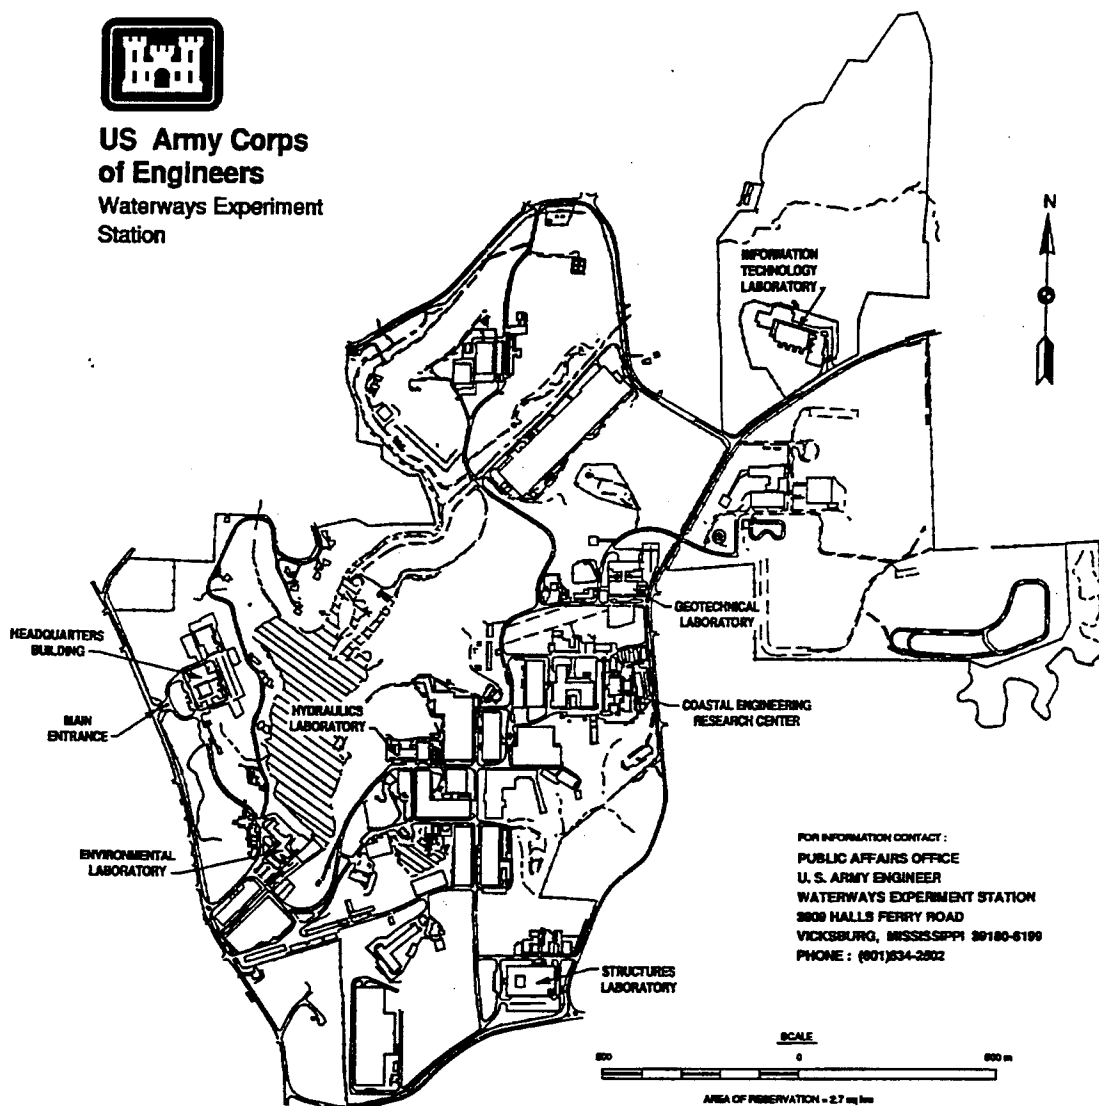 US Army Corps
of Engineers
Waterways Experiment
Station
N
INFORMATION
TECHNOLOGY
LABORATORY
GEOTECHNICAL
LABORATORY
HEADQUARTERS
BUILDING
HYDRAULICS
LABORATORY
MAIN
ENTRANCE
COASTAL ENGINEERING
RESEARCH CENTER
ENVIRONMENTAL
LABORATORY
FOR INFORMATION CONTACT :
PUBLIC AFFAIRS OFFICE
U. S. ARMY ENGINEER
WATERWAYS EXPERIMENT STATION
3909 HALLS FERRY ROAD
VICKSBURG, MISSISSIPPI 39180-6199
PHONE : (601)634-2502
STRUCTURES
LABORATORY
SCALE
500 0 500 m
AREA OF RESERVATION = 2.7 sq km